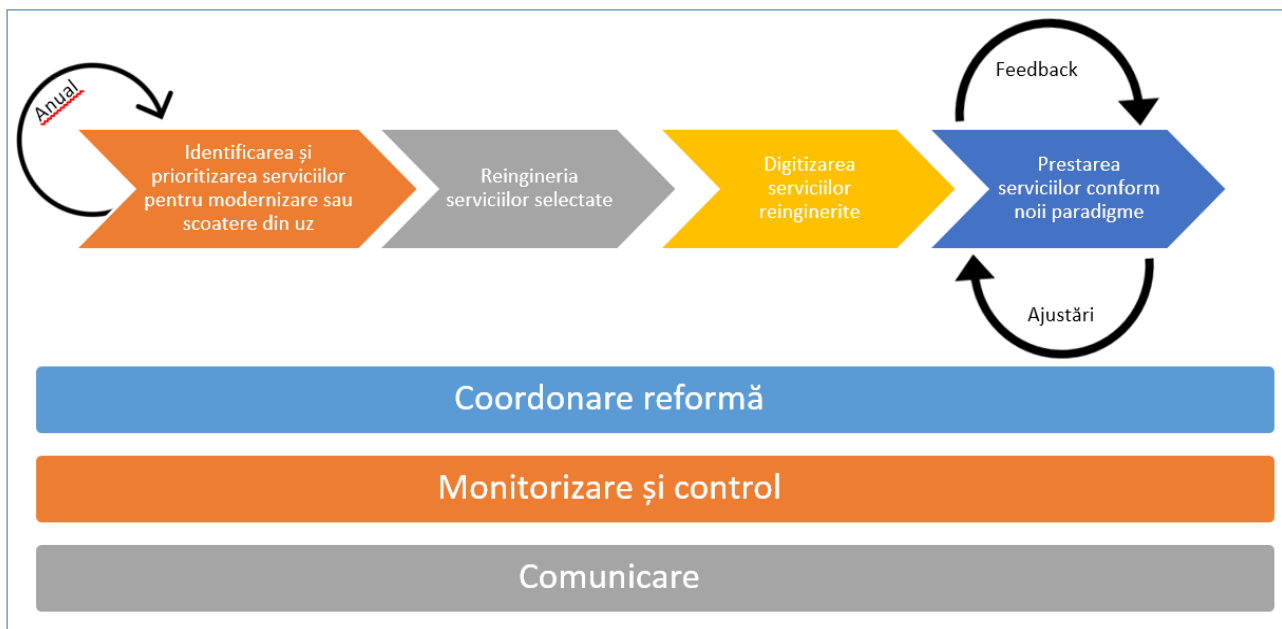 Anual
Feedback
Identificarea și
prioritizarea serviciilor
pentru modernizare sau
scoatere din uz
Reingineria
serviciilor selectate
Digitizarea
serviciilor
reinginerite
Prestarea
serviciilor conform
noii paradigme
Ajustări
Coordonare reformă
Monitorizare și control
Comunicare